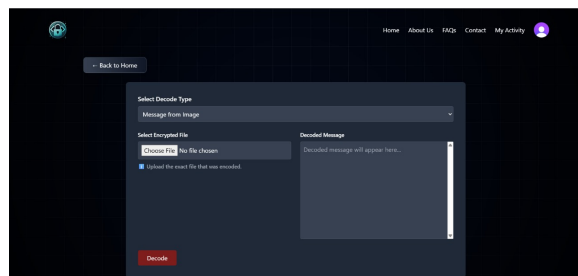 Home About Us FAQs Contact My Activity
← Back to Home
Select Decode Type
Message from Image
Select Encrypted File
Choose File No file chosen
Upload the exact file that was encoded.
Decoded Message
Decoded message will appear here...
Decode